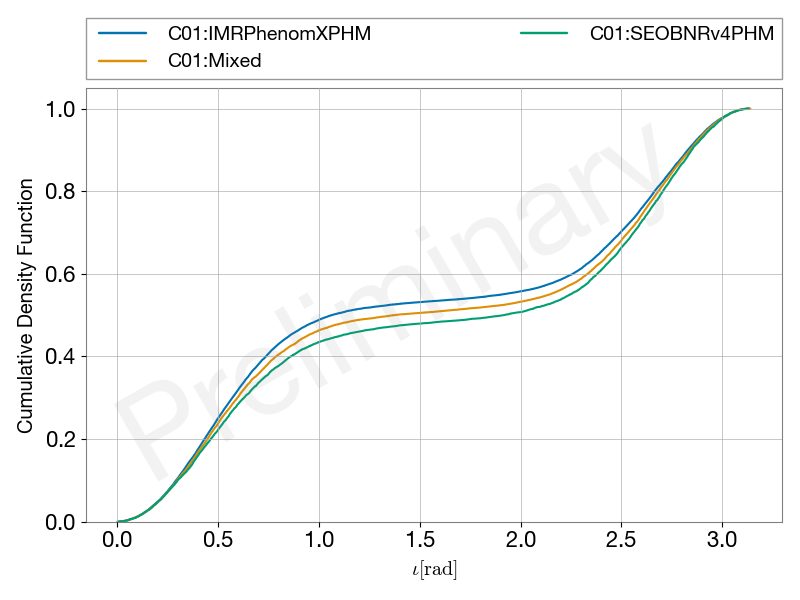 C01:IMRPhenomXPHM
C01:Mixed
C01:SEOBNRv4PHM
Preliminary
Cumulative Density Function
1.0
0.8
0.6
0.4
0.2
0.0
0.0 0.5 1.0 1.5 2.0 2.5 3.0
ι[rad]